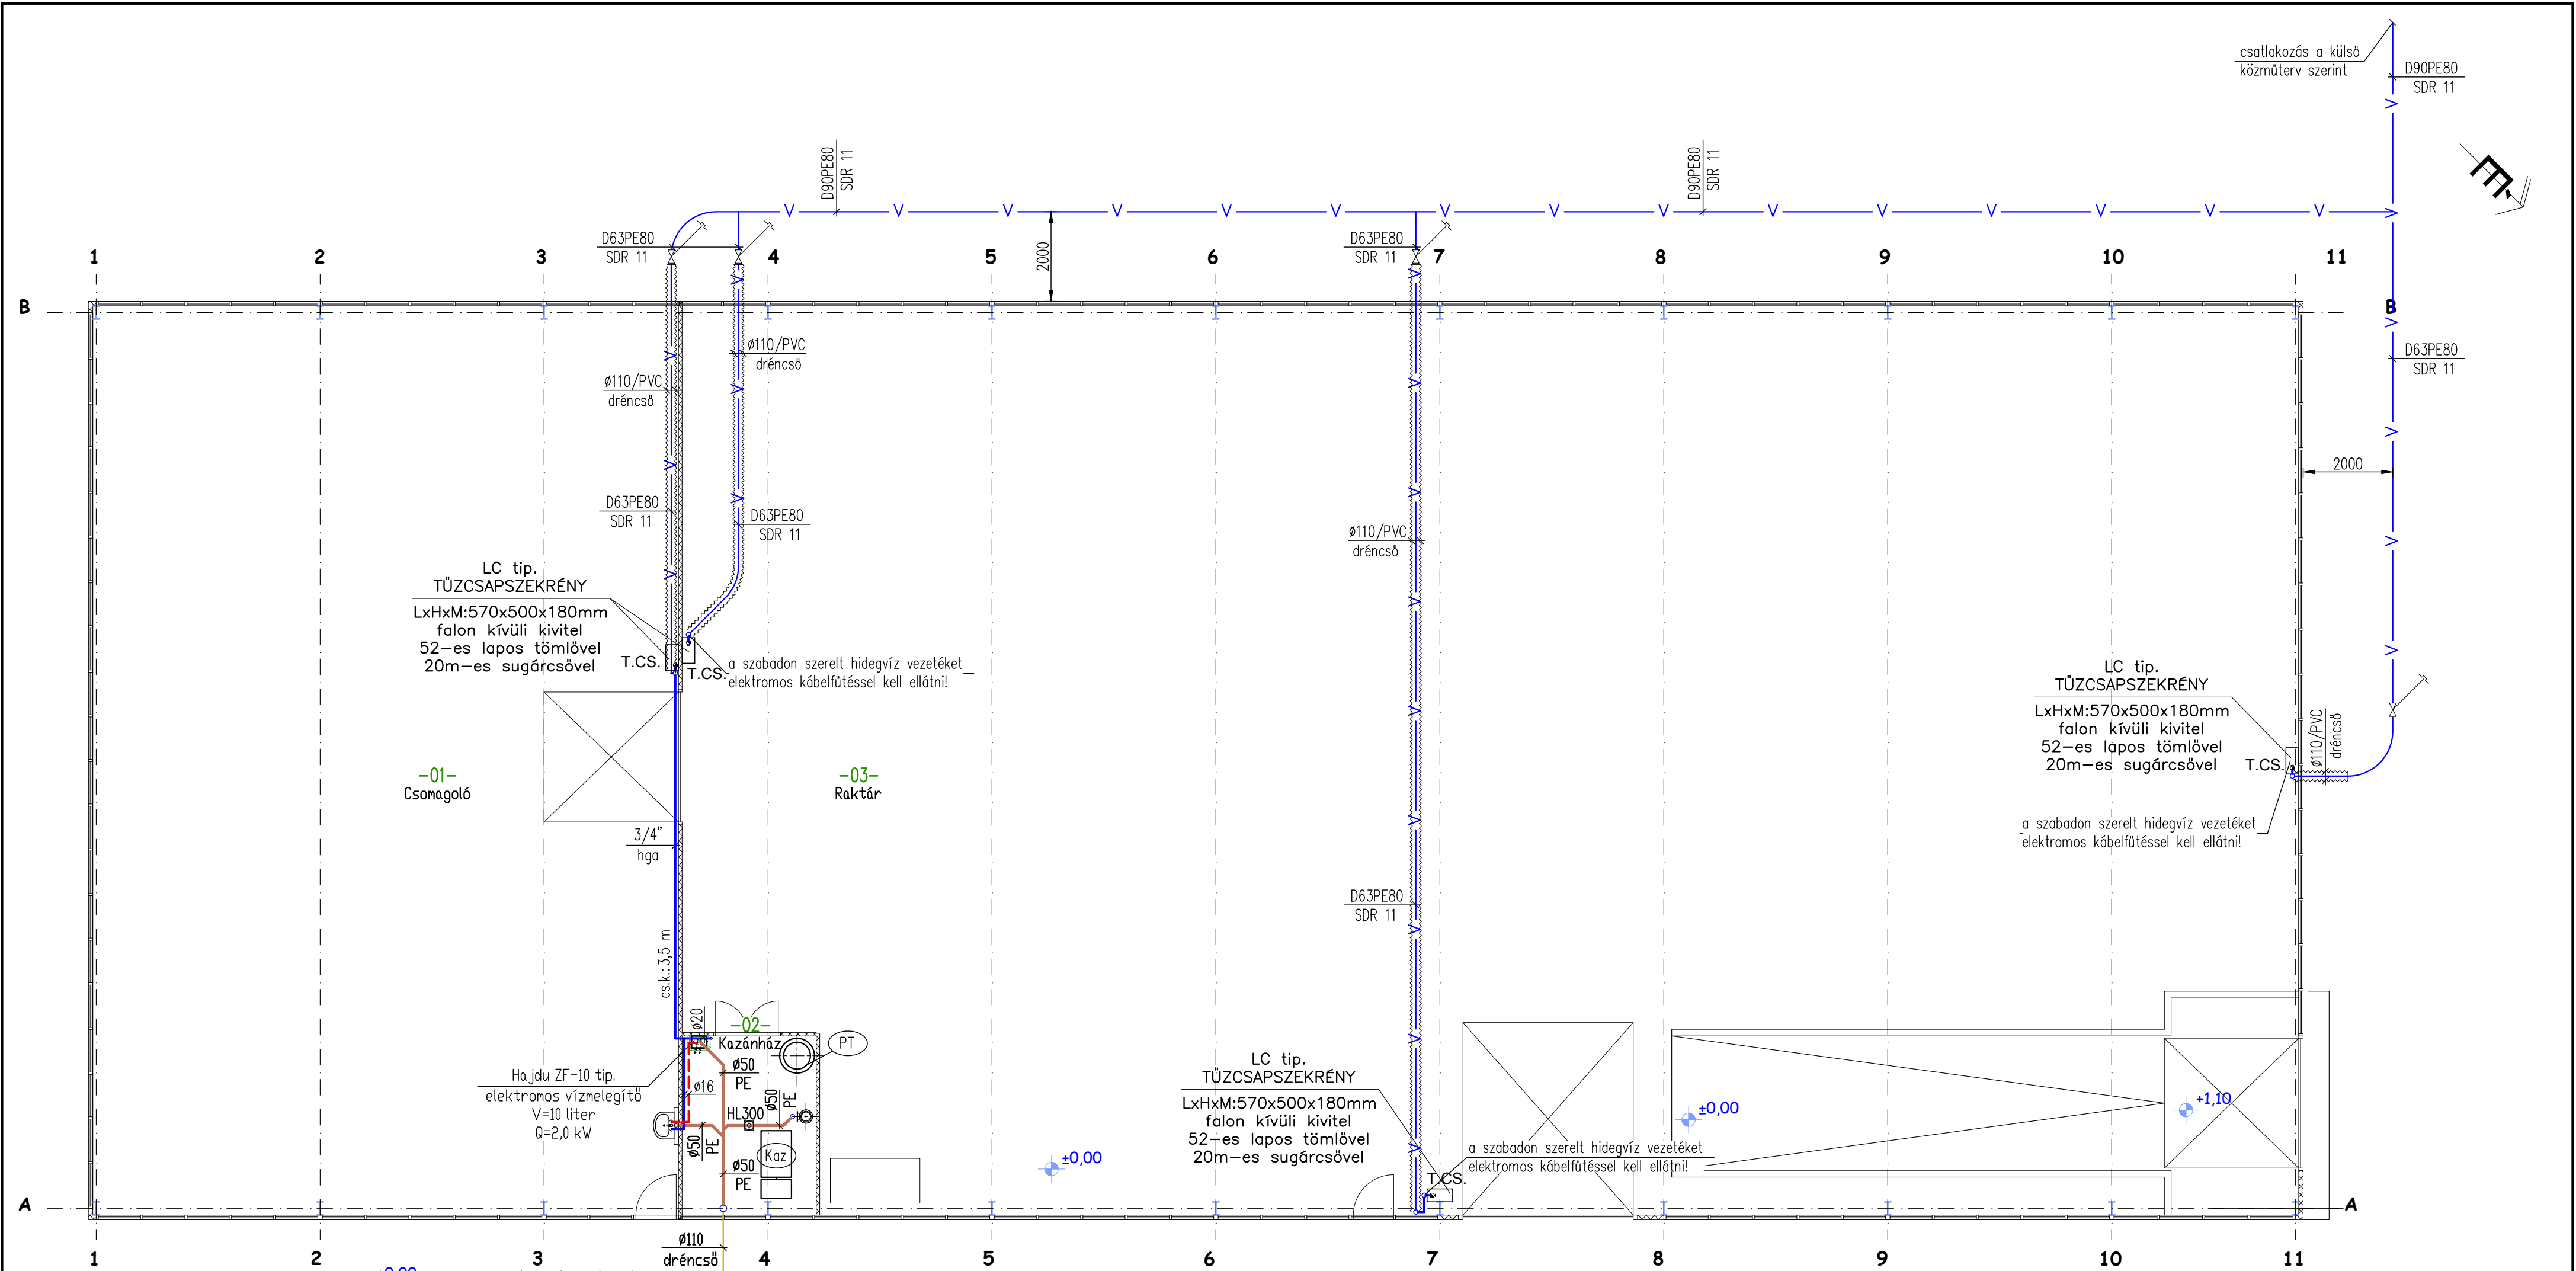 csatlakozás a külső
közműterv szerint
D90PE80
SDR 11
É
D90PE80
SDR 11
D90PE80
SDR 11
V V V V V V V V V V V V V V V
D63PE80
SDR 11
2000
D63PE80
SDR 11
1 2 3 4 5 6 7 8 9 10 11
B
B
ø110/PVC
dréncső
ø110/PVC
dréncső
D63PE80
SDR 11
2000
D63PE80
SDR 11
D63PE80
SDR 11
ø110/PVC
dréncső
LC tip.
TŰZCSAPSZEKRÉNY
LxHxM:570x500x180mm
falon kívüli kivitel
52-es lapos tömlővel
20m-es sugárcsővel
T.CS.
T.CS.
a szabadon szerelt hidegvíz vezetéket
elektromos kábelfűtéssel kell ellátni!
LC tip.
TŰZCSAPSZEKRÉNY
LxHxM:570x500x180mm
falon kívüli kivitel
52-es lapos tömlővel
20m-es sugárcsővel
T.CS.
ø110/PVC
dréncső
a szabadon szerelt hidegvíz vezetéket
elektromos kábelfűtéssel kell ellátni!
-01-
Csomagoló
-03-
Raktár
3/4"
hga
D63PE80
SDR 11
cs.k.:3,5 m
ø20
-02-
Kazánház
PT
ø50
PE
ø16
Hajdu ZF-10 tip.
elektromos vízmelegítő
V=10 liter
Q=2,0 kW
HL300
ø50
PE
ø50
PE
Kaz
ø50
PE
±0,00
LC tip.
TŰZCSAPSZEKRÉNY
LxHxM:570x500x180mm
falon kívüli kivitel
52-es lapos tömlővel
20m-es sugárcsővel
a szabadon szerelt hidegvíz vezetéket
elektromos kábelfűtéssel kell ellátni!
T.CS.
±0,00
+1,10
A
A
ø110
dréncső
1 2 3 4 5 6 7 8 9 10 11